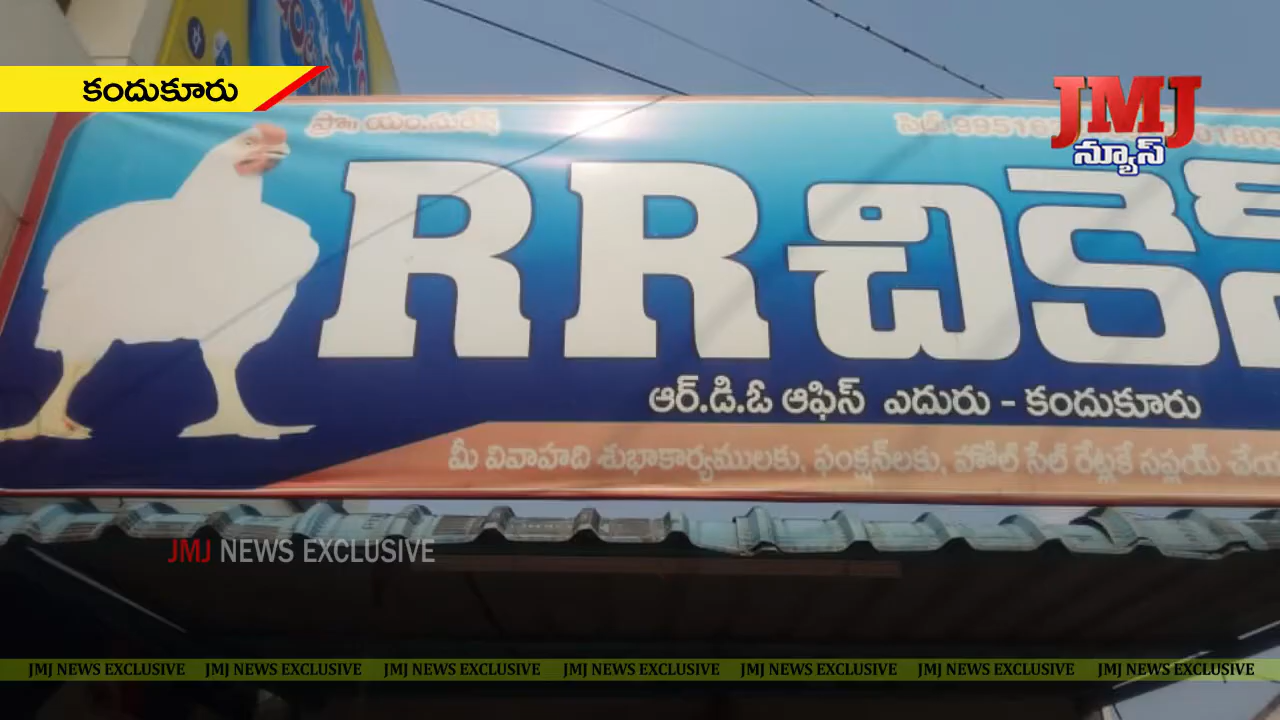 కందుకూరు
JMJ
న్యూస్
ప్రొ॥ యం.సురేష్
సెల్.
RR చికెన్
ఆర్.డి.ఓ ఆఫీస్ ఎదురు - కందుకూరు
మీ వివాహది శుభాకార్యములకు, ఫంక్షన్‌లకు, హోల్ సేల్ రేట్లకే సప్లయ్
JMJ NEWS EXCLUSIVE
JMJ NEWS EXCLUSIVE JMJ NEWS EXCLUSIVE JMJ NEWS EXCLUSIVE JMJ NEWS EXCLUSIVE JMJ NEWS EXCLUSIVE JMJ NEWS EXCLUSIVE JMJ NEWS EXCLUSIVE